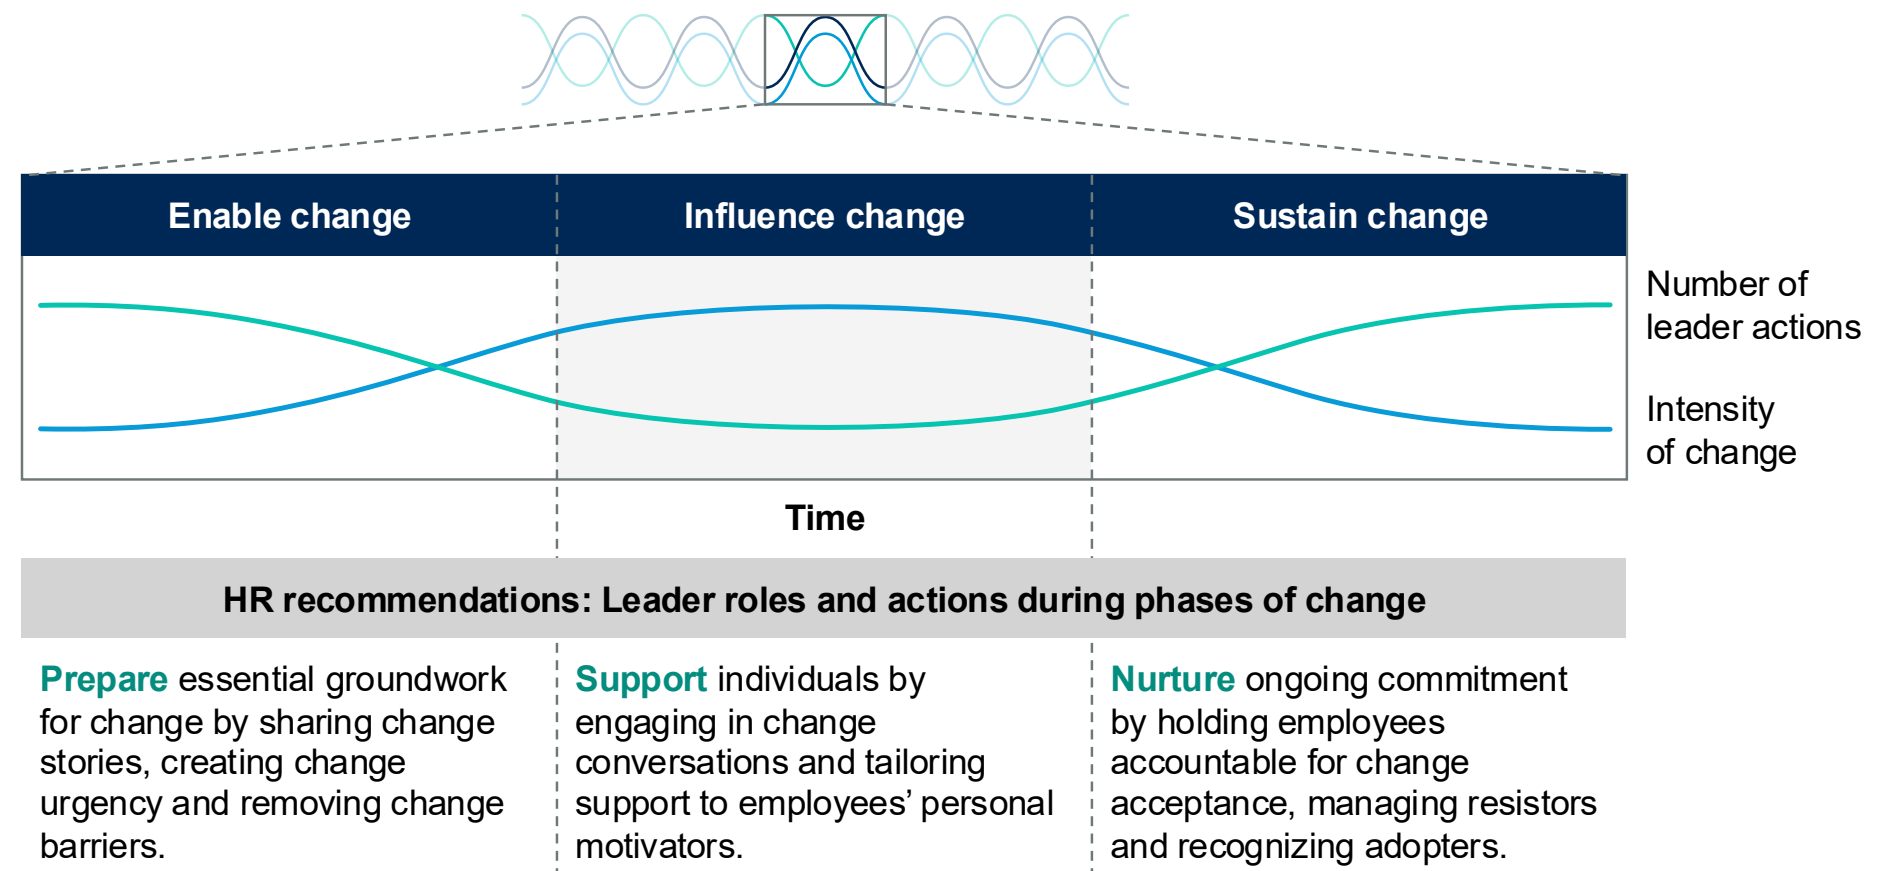 Enable change
Influence change
Sustain change
Number of
leader actions
Intensity
of change
Time
HR recommendations: Leader roles and actions during phases of change
Prepare essential groundwork
for change by sharing change
stories, creating change
urgency and removing change
barriers.
Support individuals by
engaging in change
conversations and tailoring
support to employees’ personal
motivators.
Nurture ongoing commitment
by holding employees
accountable for change
acceptance, managing resistors
and recognizing adopters.